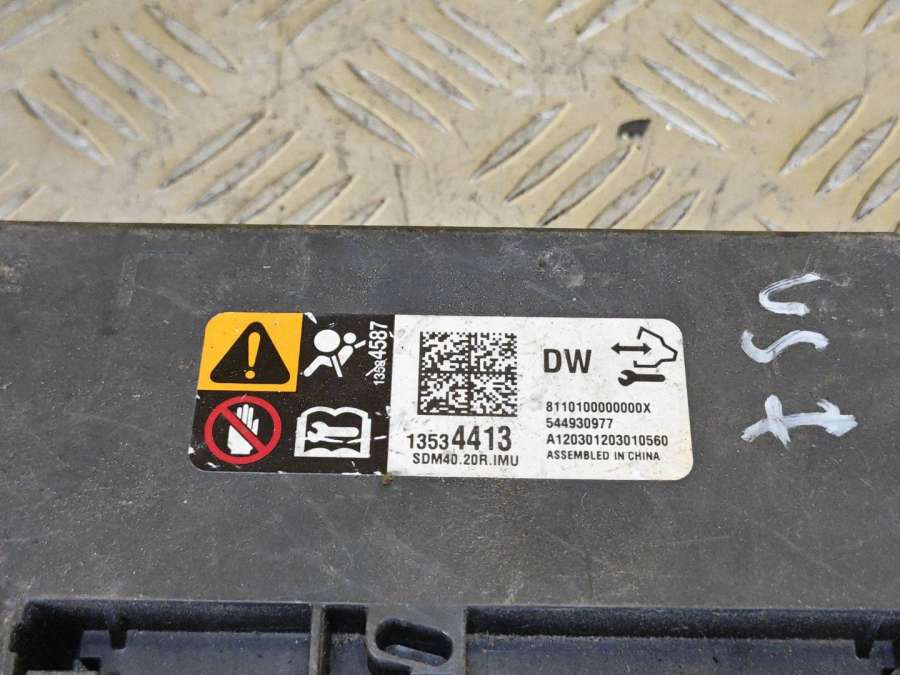 13584587
13534413
SDM40.20R.IMU
DW
8110100000000X
544930977
A120301203010560
ASSEMBLED IN CHINA